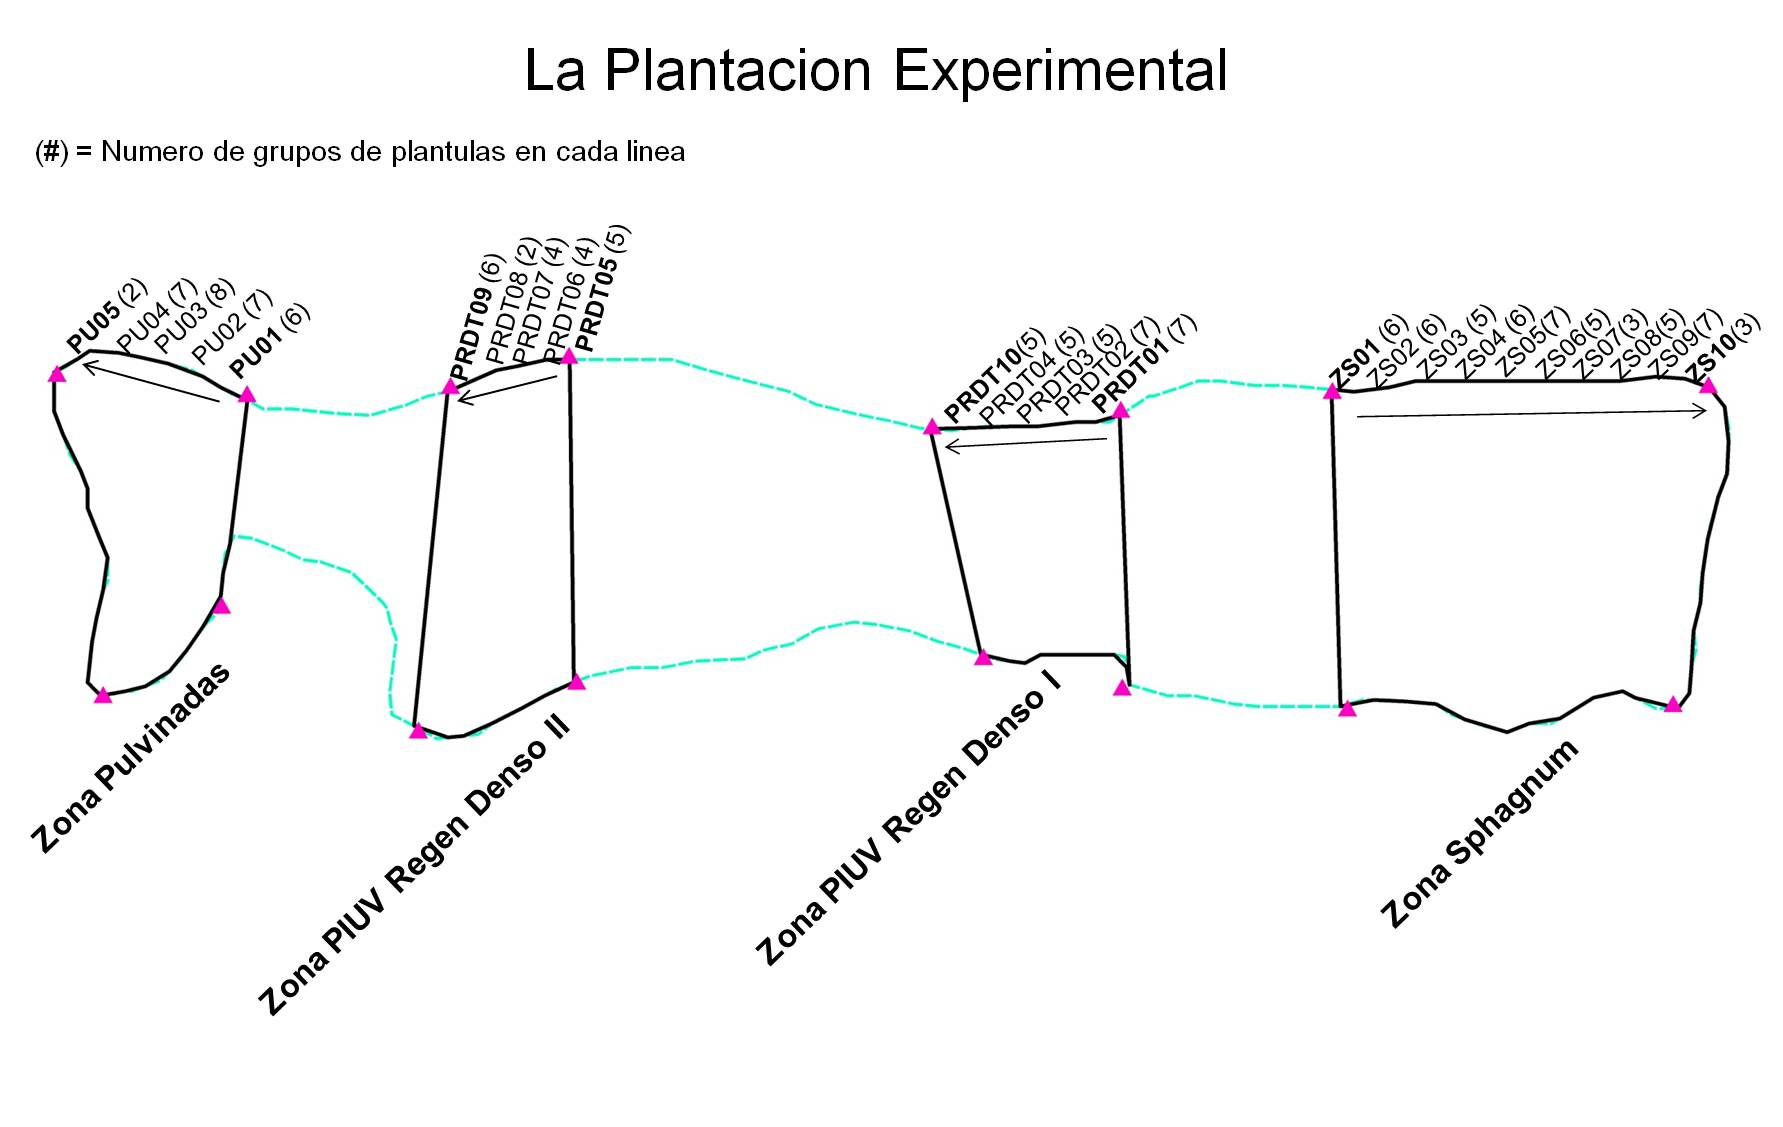 La Plantacion Experimental
(#) = Numero de grupos de plantulas en cada linea
PU05 (2)
PU04 (7)
PU03 (8)
PU02 (7)
PU01 (6)
PRDT09 (6)
PRDT08 (2)
PRDT07 (4)
PRDT06 (4)
PRDT05 (5)
PRDT10(5)
PRDT04 (5)
PRDT03 (5)
PRDT02 (7)
PRDT01 (7)
ZS01 (6)
ZS02 (6)
ZS03 (5)
ZS04 (6)
ZS05(7)
ZS06(5)
ZS07(3)
ZS08(5)
ZS09(7)
ZS10(3)
Zona Pulvinadas
Zona PIUV Regen Denso II
Zona PIUV Regen Denso I
Zona Sphagnum